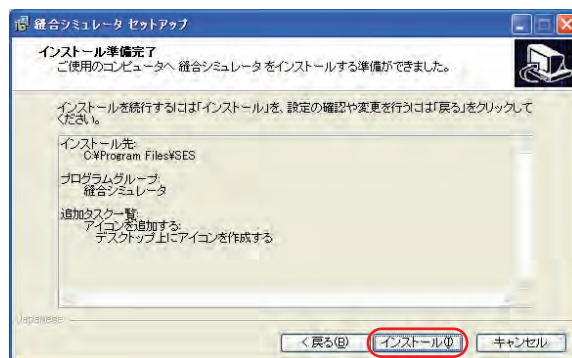 縫合シミュレータ セットアップ
インストール準備完了
ご使用のコンピュータへ 縫合シミュレータ をインストールする準備ができました。
インストールを続行するには「インストール」を、設定の確認や変更を行うには「戻る」をクリックして
ください。
インストール先:
C:¥Program Files¥SES
プログラムグループ:
縫合シミュレータ
追加タスク一覧:
アイコンを追加する:
デスクトップ上にアイコンを作成する
Japanese
< 戻る(B) インストール(I) キャンセル